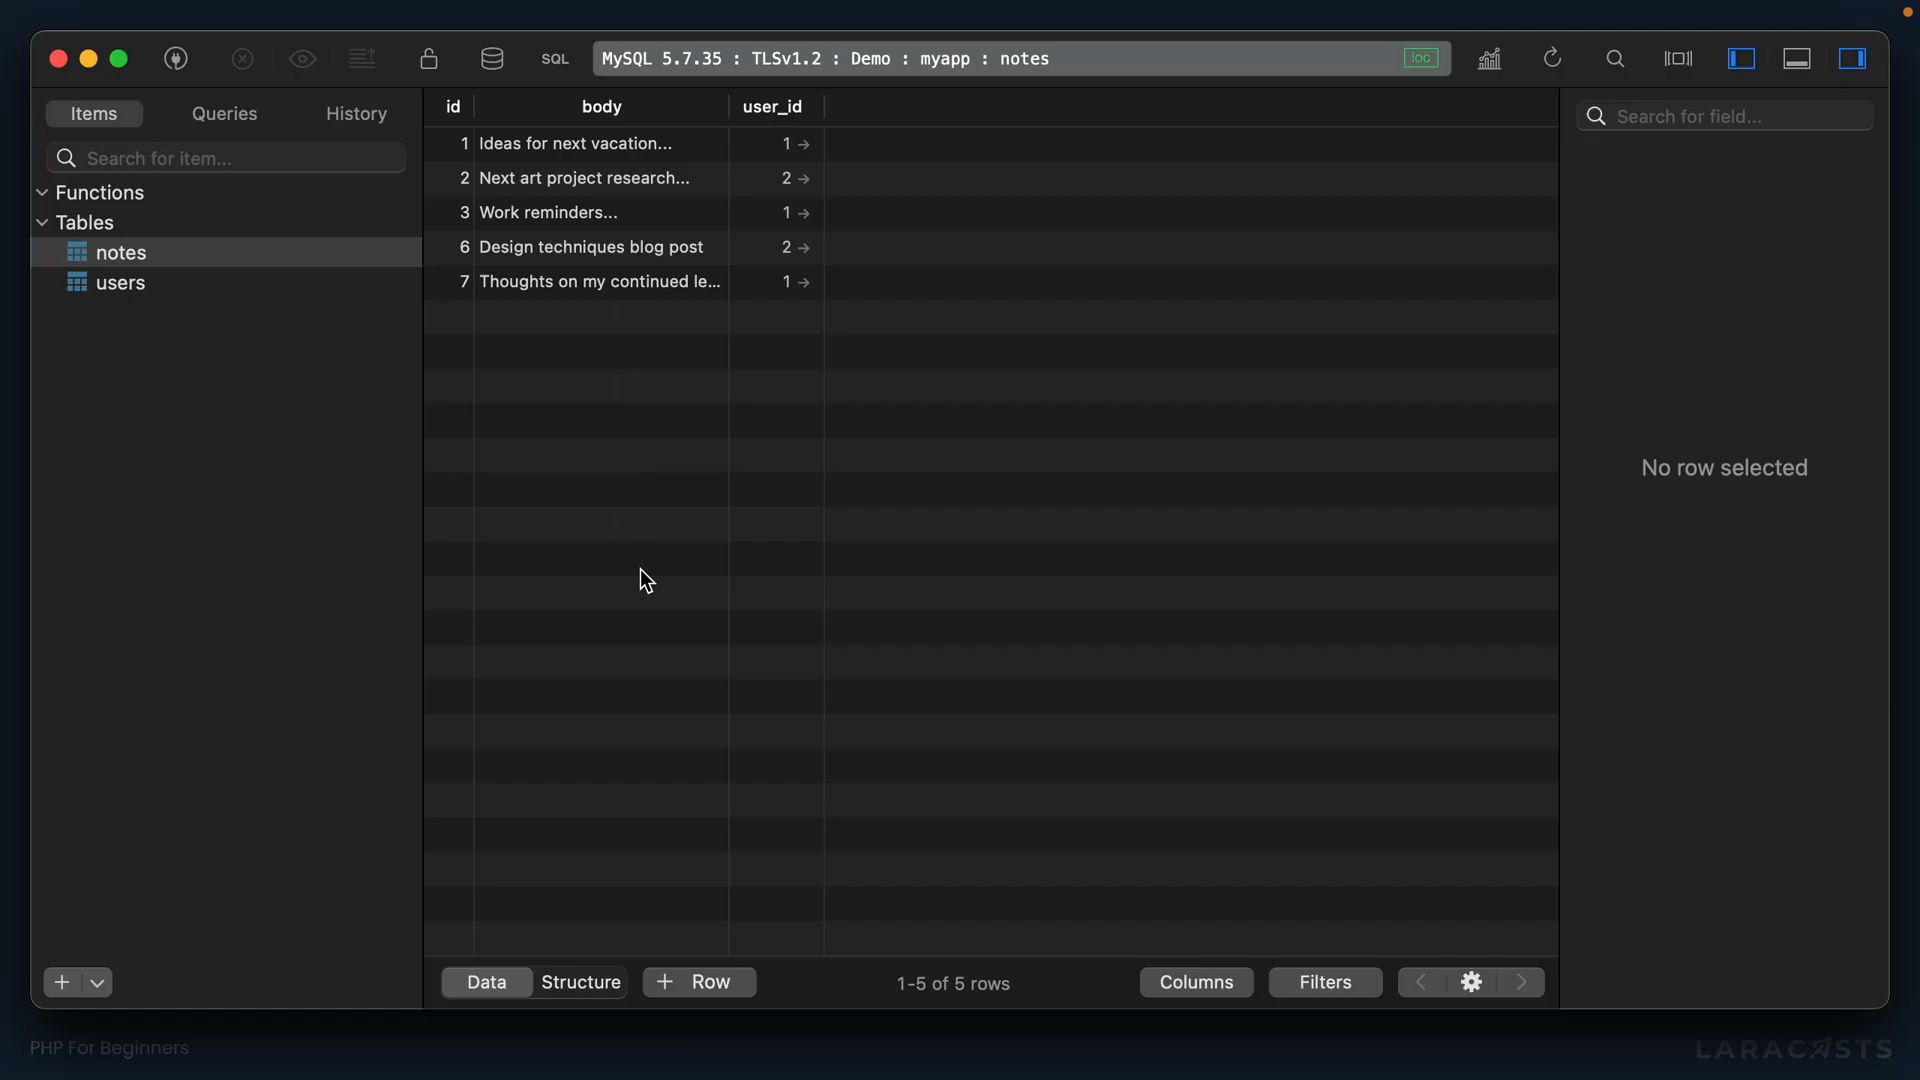 SQL
MySQL 5.7.35 : TLSv1.2 : Demo : myapp : notes
loc
Items
Queries
History
Search for item...
Functions
Tables
notes
users
id
body
user_id
1 Ideas for next vacation... 1
2 Next art project research... 2
3 Work reminders... 1
6 Design techniques blog post 2
7 Thoughts on my continued le... 1
Search for field...
No row selected
Data
Structure
Row
1-5 of 5 rows
Columns
Filters
PHP For Beginners
LARACASTS